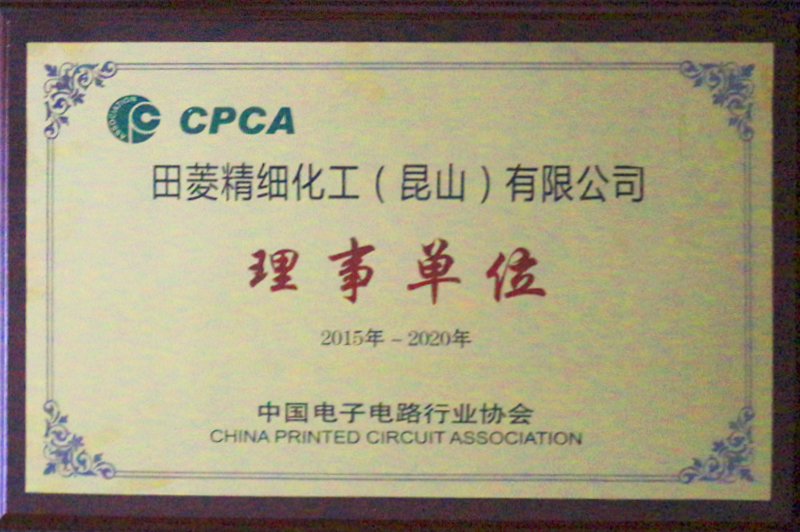 ASSOCIATION
CPCA
田菱精细化工（昆山）有限公司
理事单位
2015年－2020年
中国电子电路行业协会
CHINA PRINTED CIRCUIT ASSOCIATION